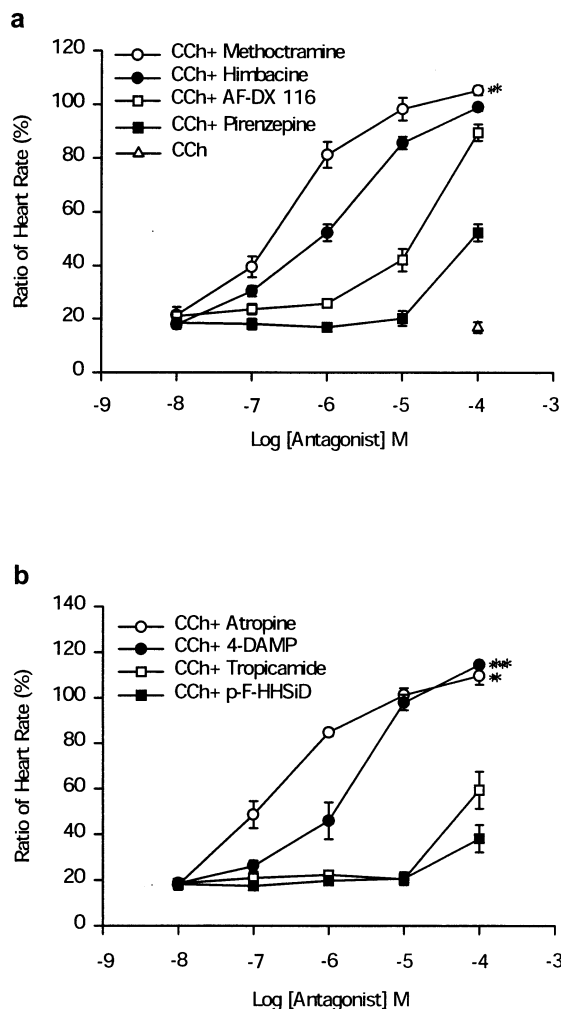 a
120
100
80
60
40
20
0
Ratio of Heart Rate (%)
CCh+ Methoctramine
CCh+ Himbacine
CCh+ AF-DX 116
CCh+ Pirenzepine
CCh
**
-9 -8 -7 -6 -5 -4 -3
Log [Antagonist] M
b
140
120
100
80
60
40
20
0
Ratio of Heart Rate (%)
CCh+ Atropine
CCh+ 4-DAMP
CCh+ Tropicamide
CCh+ p-F-HHSiD
***
**
-9 -8 -7 -6 -5 -4 -3
Log [Antagonist] M